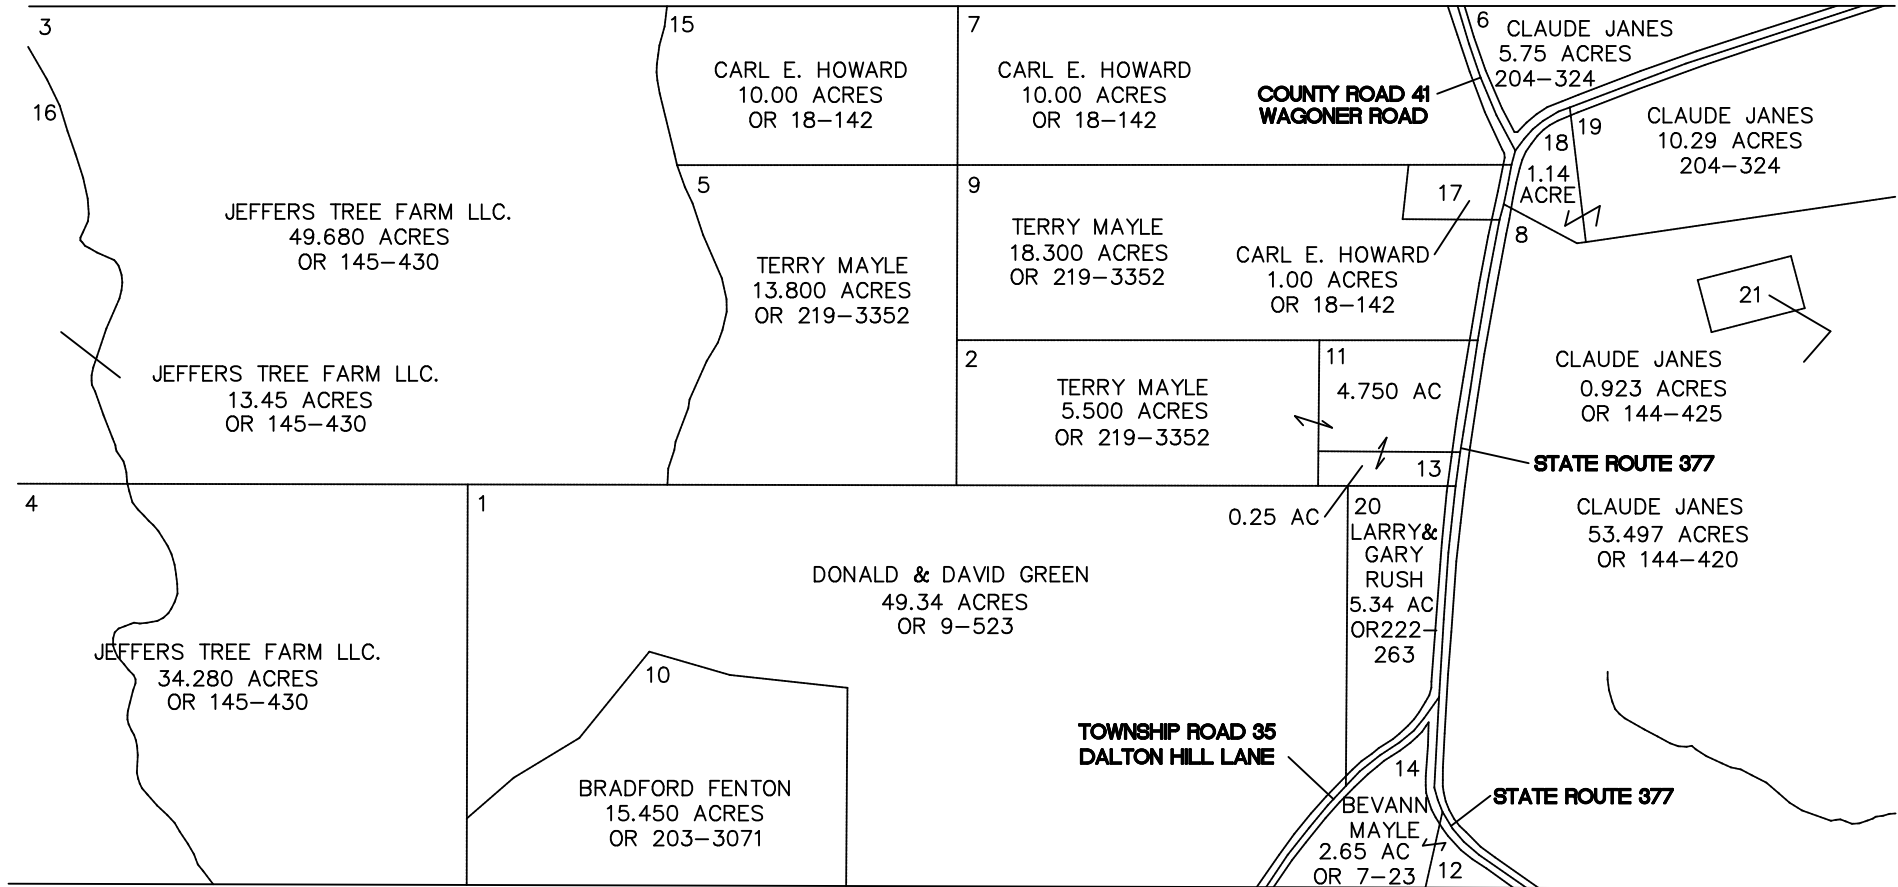 3
16
JEFFERS TREE FARM LLC.
49.680 ACRES
OR 145-430
JEFFERS TREE FARM LLC.
13.45 ACRES
OR 145-430
15
CARL E. HOWARD
10.00 ACRES
OR 18-142
7
CARL E. HOWARD
10.00 ACRES
OR 18-142
COUNTY ROAD 41
WAGONER ROAD
6
CLAUDE JANES
5.75 ACRES
204-324
19
CLAUDE JANES
10.29 ACRES
204-324
18
1.14
ACRE
5
TERRY MAYLE
13.800 ACRES
OR 219-3352
9
TERRY MAYLE
18.300 ACRES
OR 219-3352
17
CARL E. HOWARD
1.00 ACRES
OR 18-142
8
21
CLAUDE JANES
0.923 ACRES
OR 144-425
2
TERRY MAYLE
5.500 ACRES
OR 219-3352
11
4.750 AC
13
0.25 AC
STATE ROUTE 377
CLAUDE JANES
53.497 ACRES
OR 144-420
4
JEFFERS TREE FARM LLC.
34.280 ACRES
OR 145-430
1
DONALD & DAVID GREEN
49.34 ACRES
OR 9-523
20
LARRY&
GARY
RUSH
5.34 AC
OR222-
263
10
BRADFORD FENTON
15.450 ACRES
OR 203-3071
TOWNSHIP ROAD 35
DALTON HILL LANE
14
BEVANN
MAYLE
2.65 AC
OR 7-23
12
STATE ROUTE 377